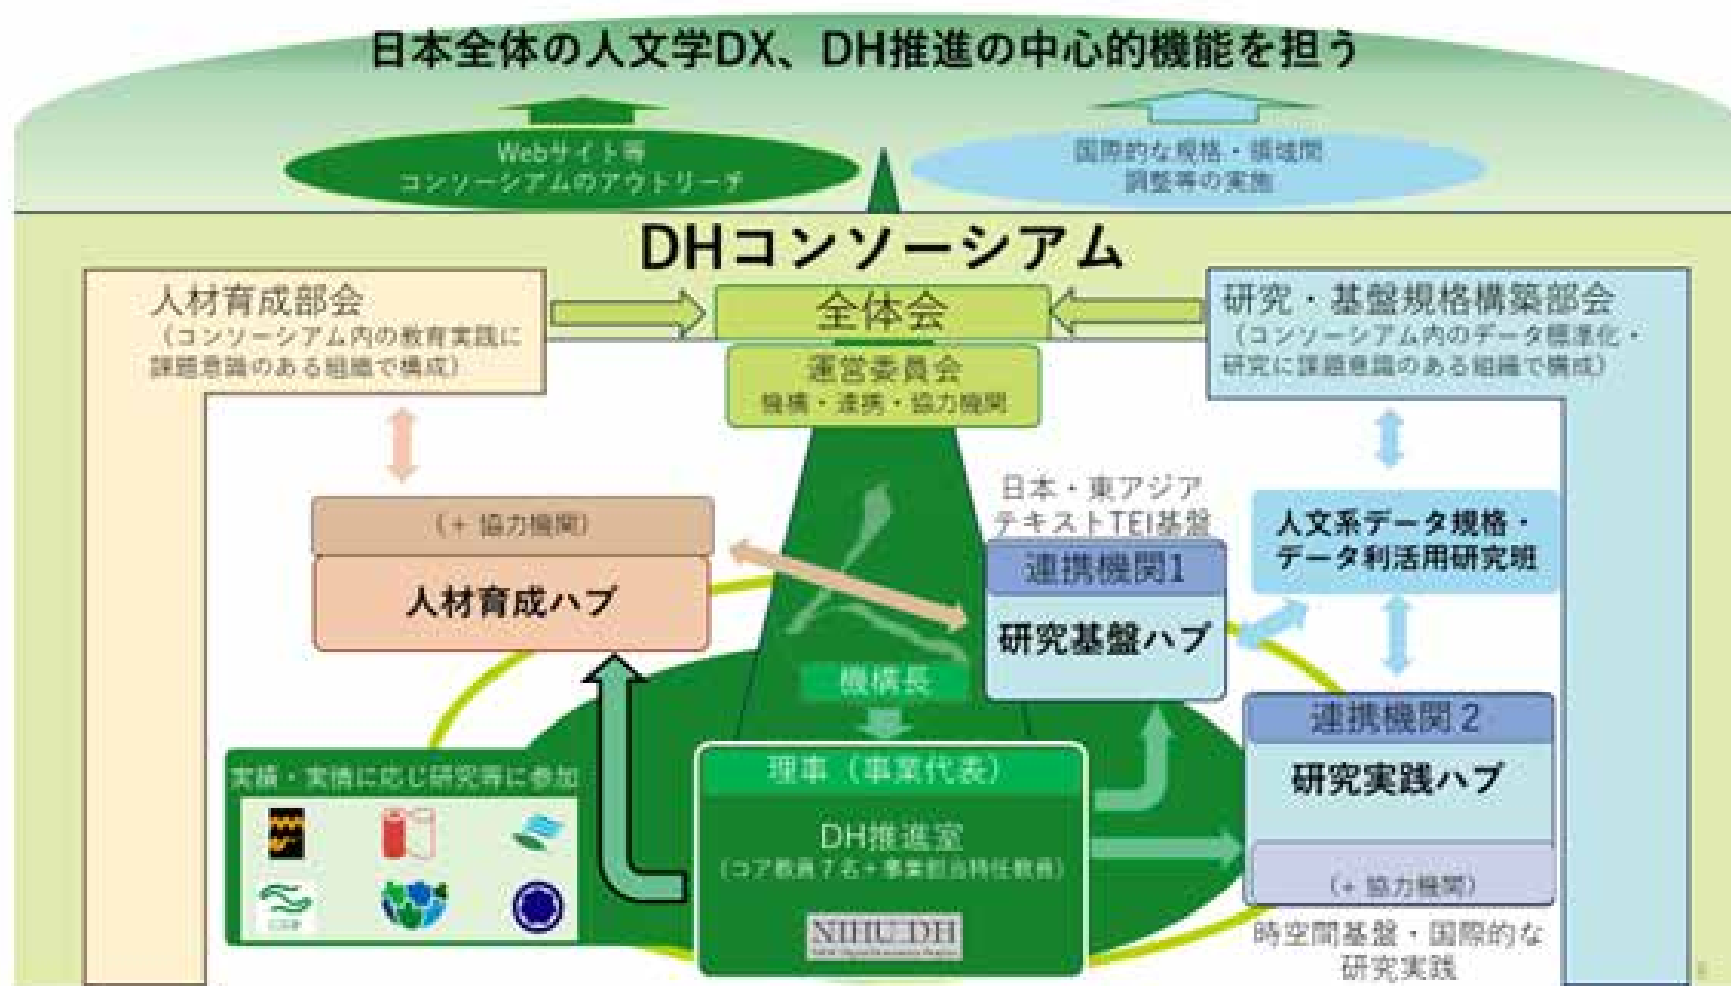 日本全体の人文学DX、DH推進の中心的機能を担う
Webサイト等
コンソーシアムのアウトリーチ
国際的な規格・領域間
調整等の実施
DHコンソーシアム
人材育成部会
（コンソーシアム内の教育実践に
課題意識のある組織で構成）
全体会
運営委員会
機構・連携・協力機関
研究・基盤規格構築部会
（コンソーシアム内のデータ標準化・
研究に課題意識のある組織で構成）
（+ 協力機関）
人材育成ハブ
日本・東アジア
テキストTEI基盤
連携機関1
研究基盤ハブ
人文系データ規格・
データ利活用研究班
機構長
連携機関２
研究実践ハブ
（+ 協力機関）
時空間基盤・国際的な
研究実践
実績・実情に応じ研究等に参加
理事（事業代表）
DH推進室
（コア教員７名＋事業担当特任教員）
NIHU DH